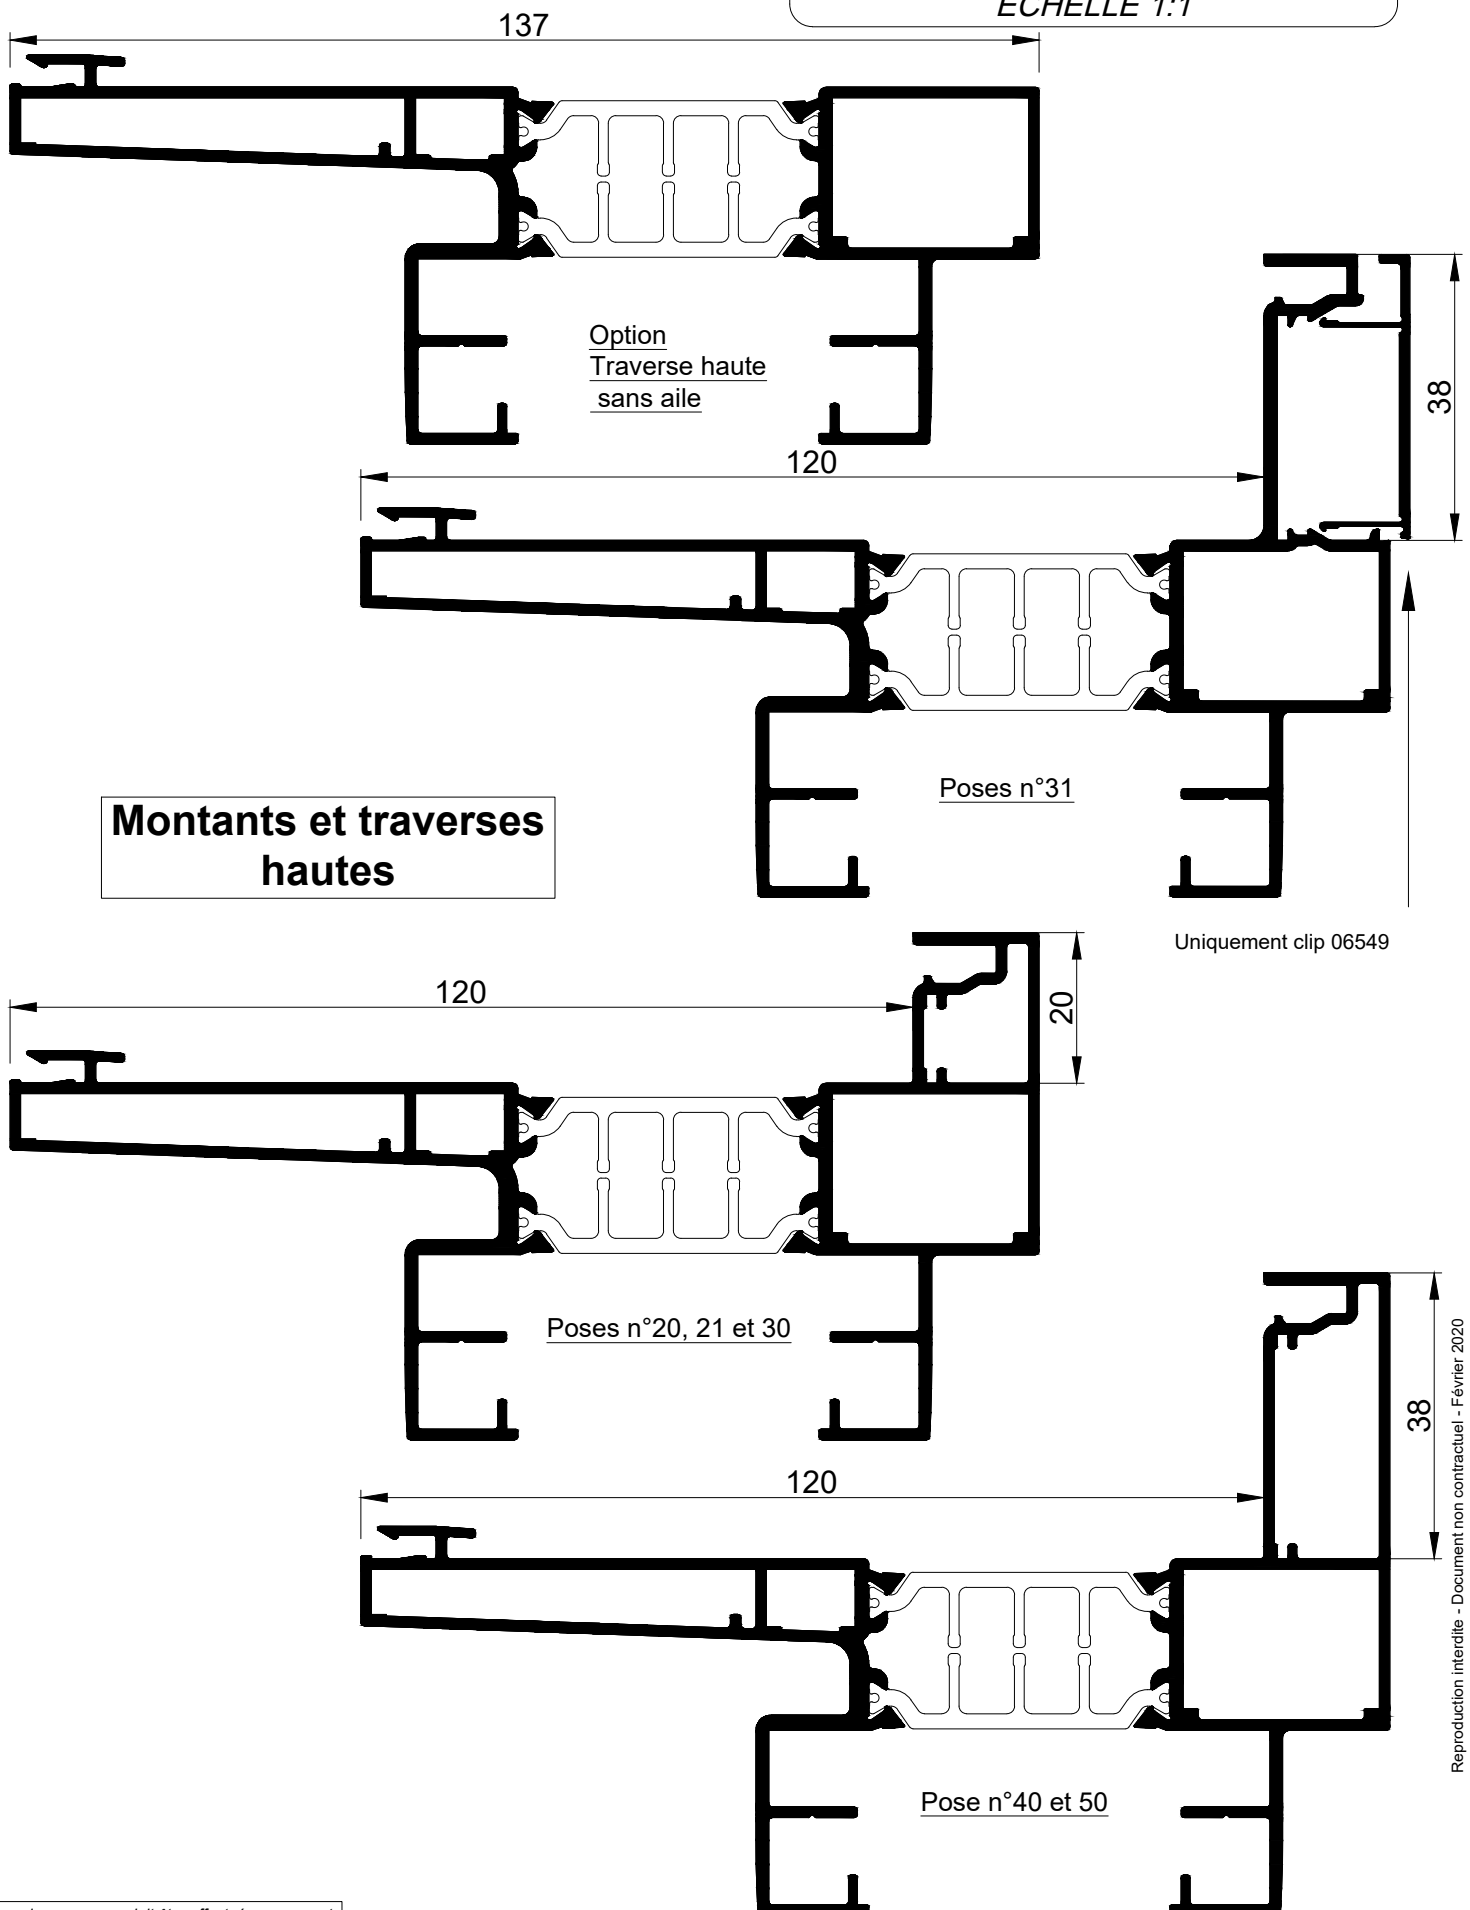 ECHELLE 1:1
137
Option
Traverse haute
sans aile
38
120
Poses n°31
Montants et traverses
hautes
Uniquement clip 06549
120
20
Poses n°20, 21 et 30
120
38
Pose n°40 et 50
Reproduction interdite - Document non contractuel - Février 2020